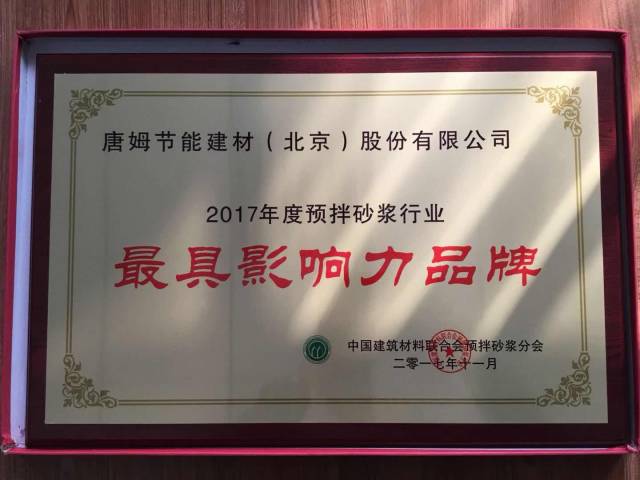 唐姆节能建材（北京）股份有限公司
2017年度预拌砂浆行业
最具影响力品牌
中国建筑材料联合会预拌砂浆分会
二零一七年十一月